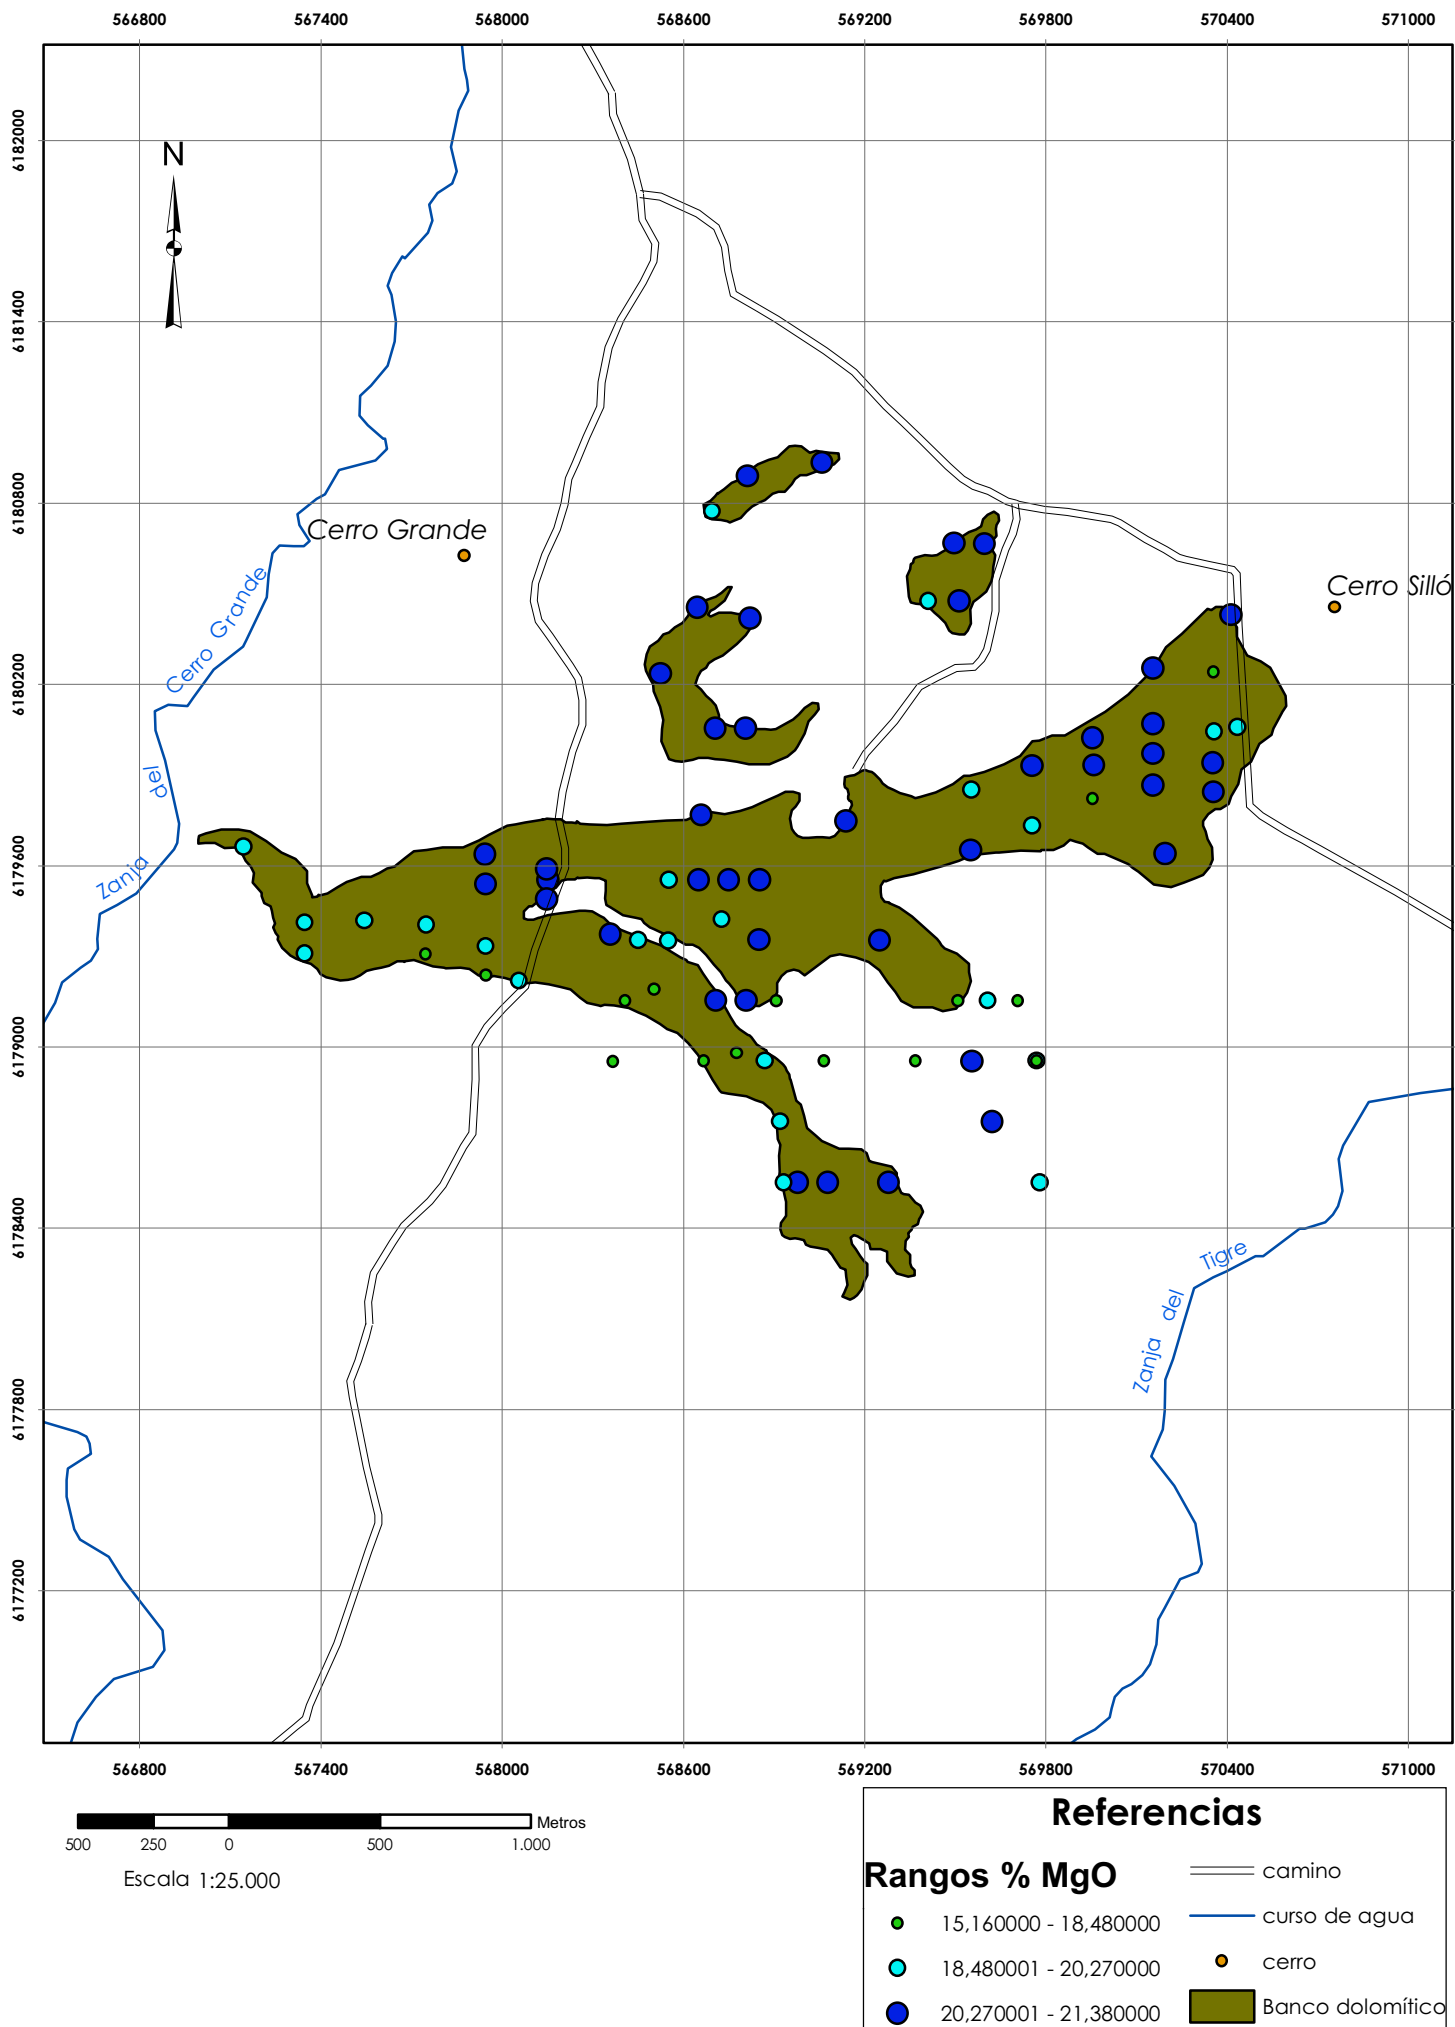 566800 567400 568000 568600 569200 569800 570400 571000
6182000
N
6181400
6180800
Cerro Grande
Cerro Silló
Zanja del Cerro Grande
6180200
6179600
6179000
6178400
Zanja del Tigre
6177800
6177200
566800 567400 568000 568600 569200 569800 570400 571000
Metros
500 250 0 500 1.000
Escala 1:25.000
Referencias
Rangos % MgO
15,160000 - 18,480000
18,480001 - 20,270000
20,270001 - 21,380000
camino
curso de agua
cerro
Banco dolomítico